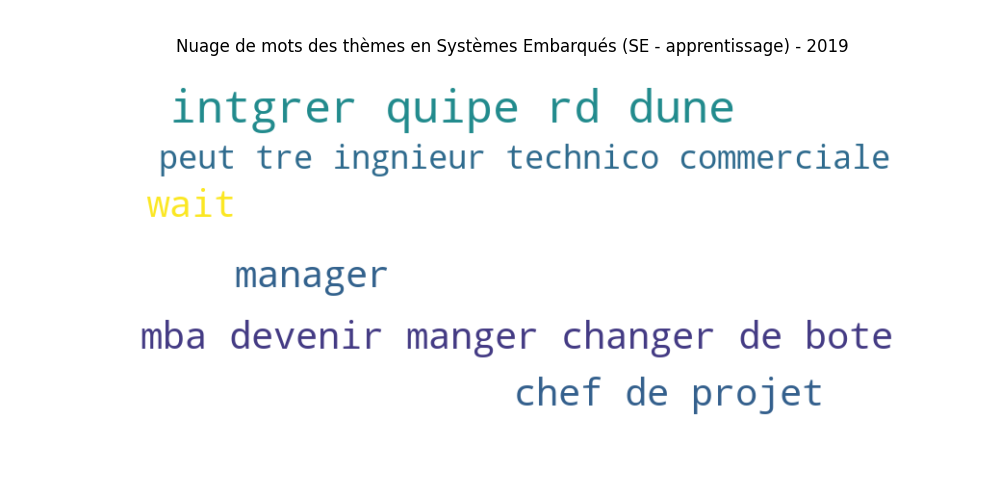 Nuage de mots des thèmes en Systèmes Embarqués (SE - apprentissage) - 2019
intgrer quipe rd dune
peut tre ingnieur technico commerciale
wait
manager
mba devenir manger changer de bote
chef de projet